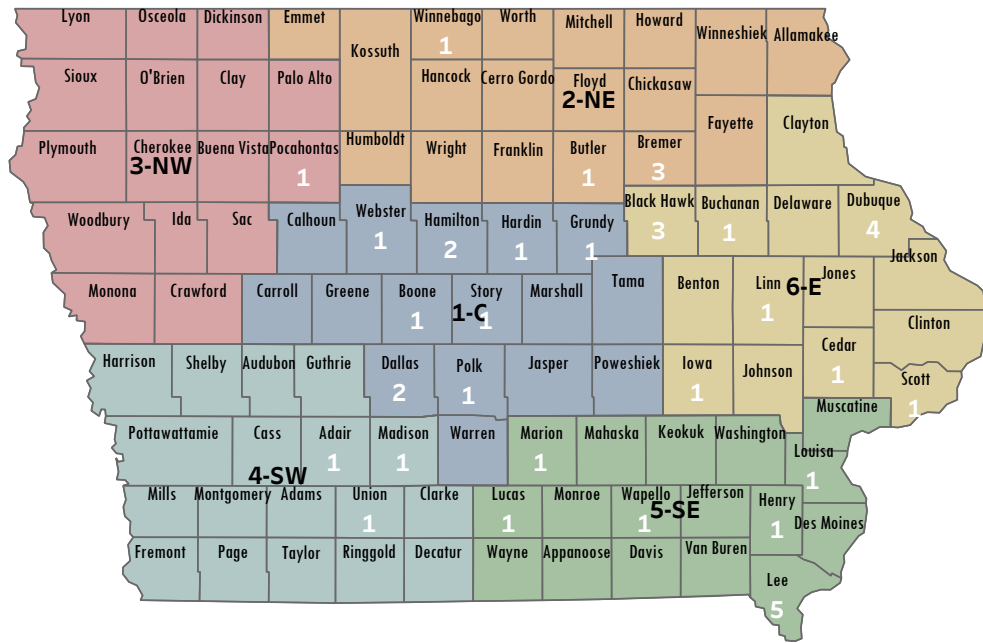 Lyon Osceola Dickinson Emmet Kossuth Winnebago Worth Mitchell Howard Winneshiek Allamakee
1
Sioux O'Brien Clay Palo Alto Hancock Cerro Gordo Floyd Chickasaw
2-NE
Plymouth Cherokee Buena Vista Pocahontas Humboldt Wright Franklin Butler Bremer Fayette Clayton
3-NW 1 1 3
Woodbury Ida Sac Calhoun Webster Hamilton Hardin Grundy Black Hawk Buchanan Delaware Dubuque
1 2 1 1 3 1 4
Jackson
Monona Crawford Carroll Greene Boone Story Marshall Tama Benton Linn Jones
6-E
1 1-C 1 1
Clinton
Harrison Shelby Audubon Guthrie Dallas Polk Jasper Poweshiek Iowa Johnson Cedar Scott
2 1 1 1 1
Muscatine
Pottawattamie Cass Adair Madison Warren Marion Mahaska Keokuk Washington Louisa
1 1 1 1
4-SW
Mills Montgomery Adams Union Clarke Lucas Monroe Wapello Jefferson Henry Des Moines
1 1 1 5-SE 1
Fremont Page Taylor Ringgold Decatur Wayne Appanoose Davis Van Buren Lee
5